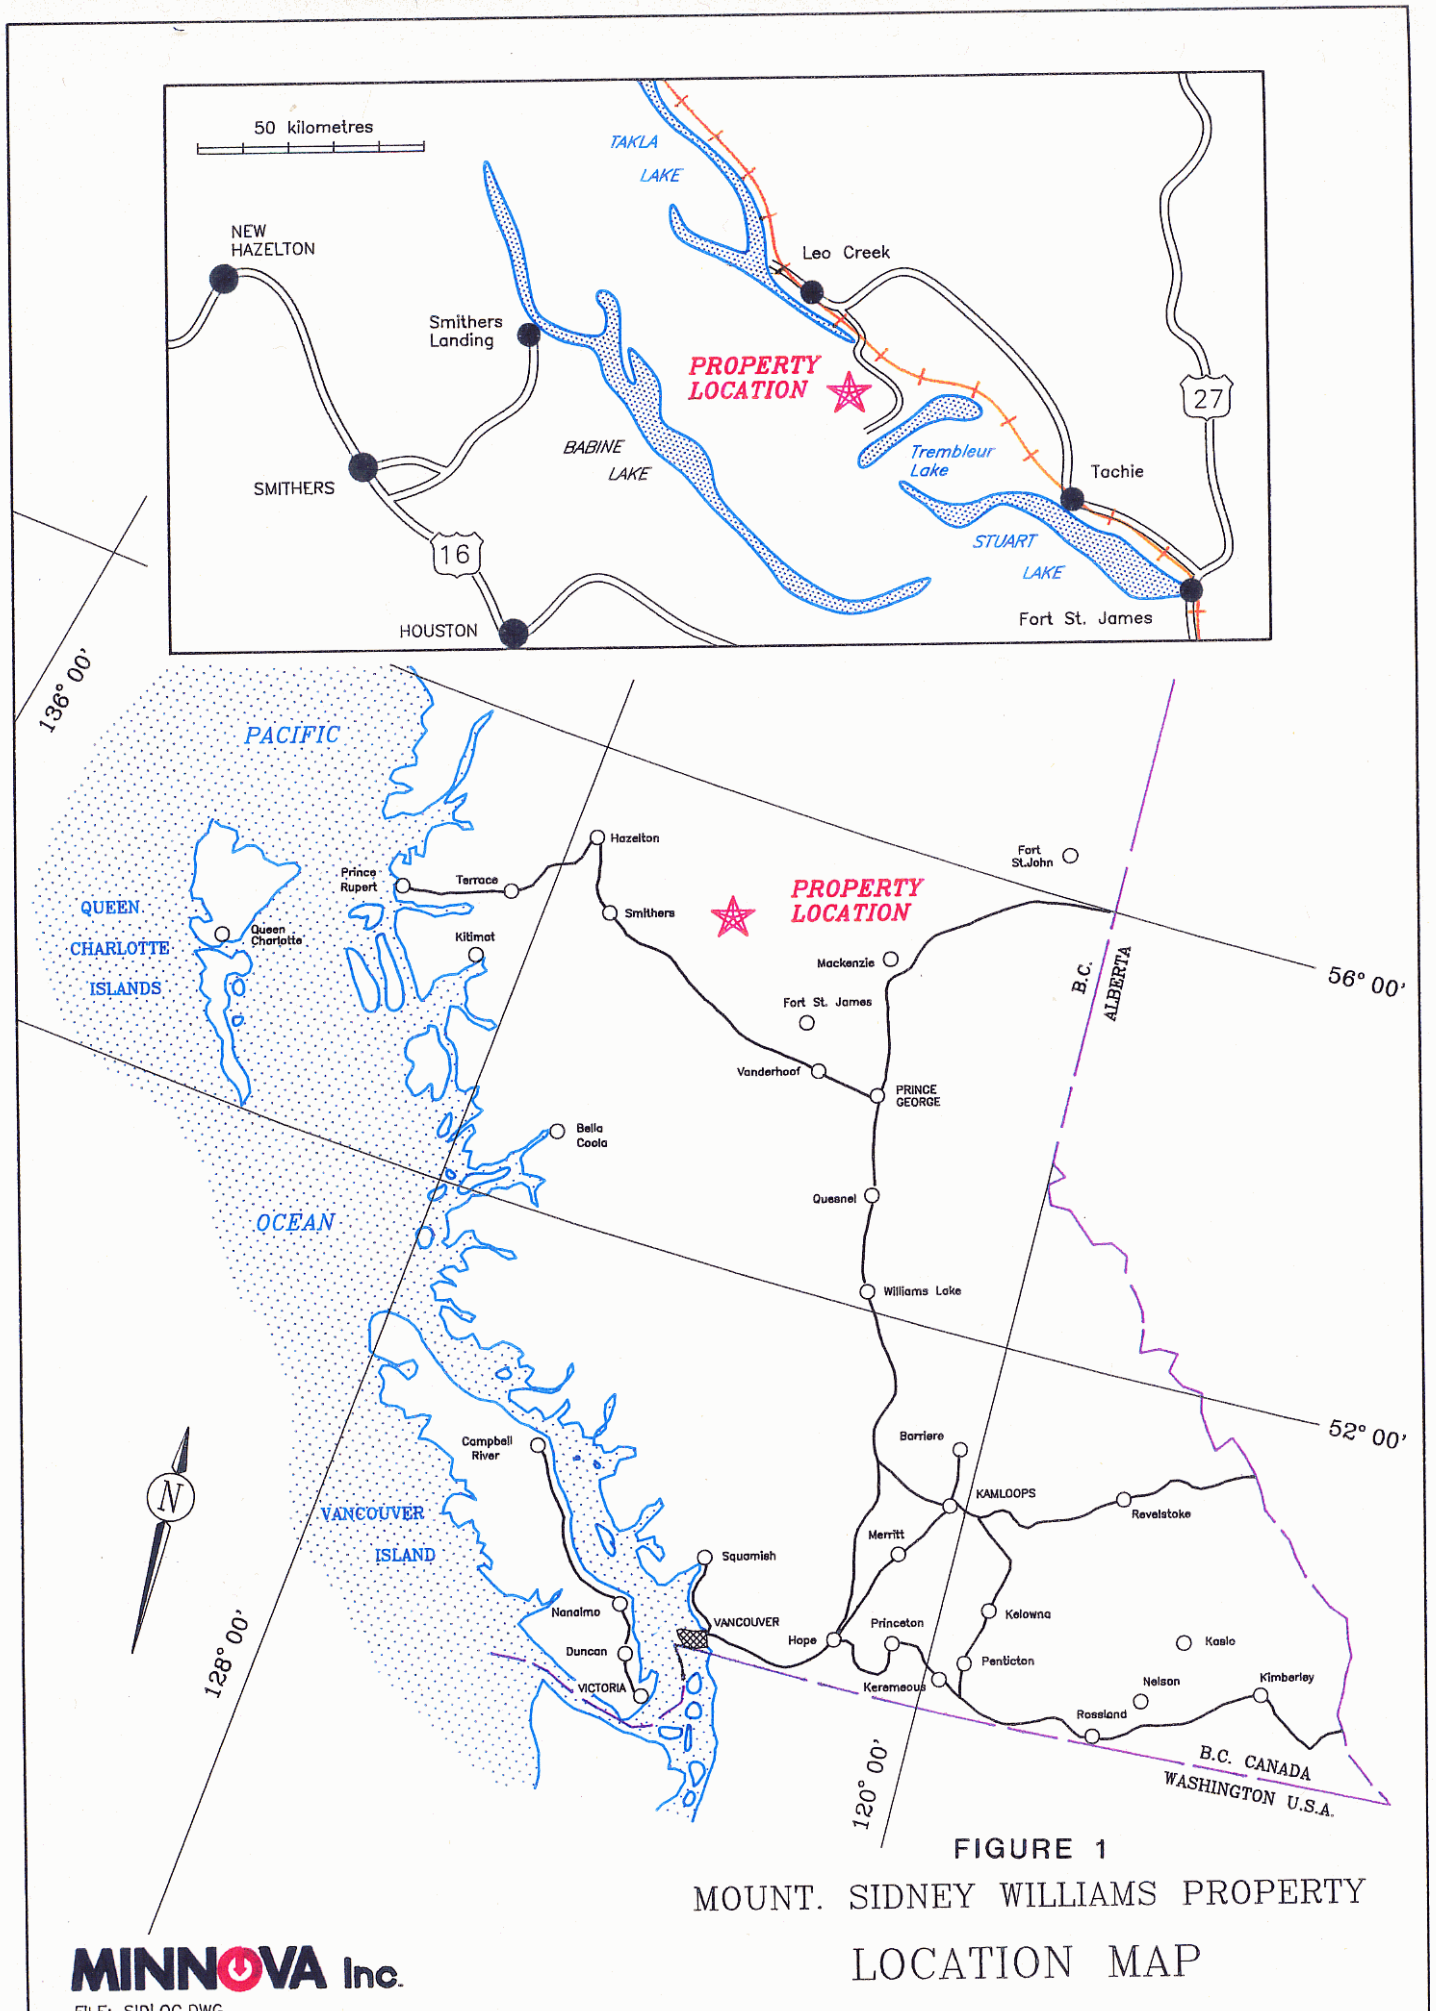 50 kilometres
TAKLA
LAKE
NEW
HAZELTON
Leo Creek
Smithers
Landing
PROPERTY
LOCATION
27
BABINE
LAKE
Trembleur
Lake
Tachie
SMITHERS
STUART
LAKE
16
HOUSTON
Fort St. James
136° 00'
PACIFIC
Hazelton
Fort
St.John
Prince
Rupert
Terrace
PROPERTY
LOCATION
QUEEN
CHARLOTTE
ISLANDS
Queen
Charlotte
Smithers
Kitimat
Mackenzie
B.C.
ALBERTA
56° 00'
Fort St. James
Vanderhoof
PRINCE
GEORGE
Bella
Coola
Quesnel
OCEAN
Williams Lake
52° 00'
Barriere
Campbell
River
KAMLOOPS
N
VANCOUVER
ISLAND
Revelstoke
Merritt
Squamish
Nanaimo
VANCOUVER
Hope
Princeton
Kelowna
Kaslo
Duncan
Penticton
VICTORIA
Keremeous
Nelson
Kimberley
Rossland
128° 00'
120° 00'
B.C. CANADA
WASHINGTON U.S.A.
FIGURE 1
MOUNT. SIDNEY WILLIAMS PROPERTY
LOCATION MAP
MINNOVA Inc.
FILE: SIDLOC.DWG